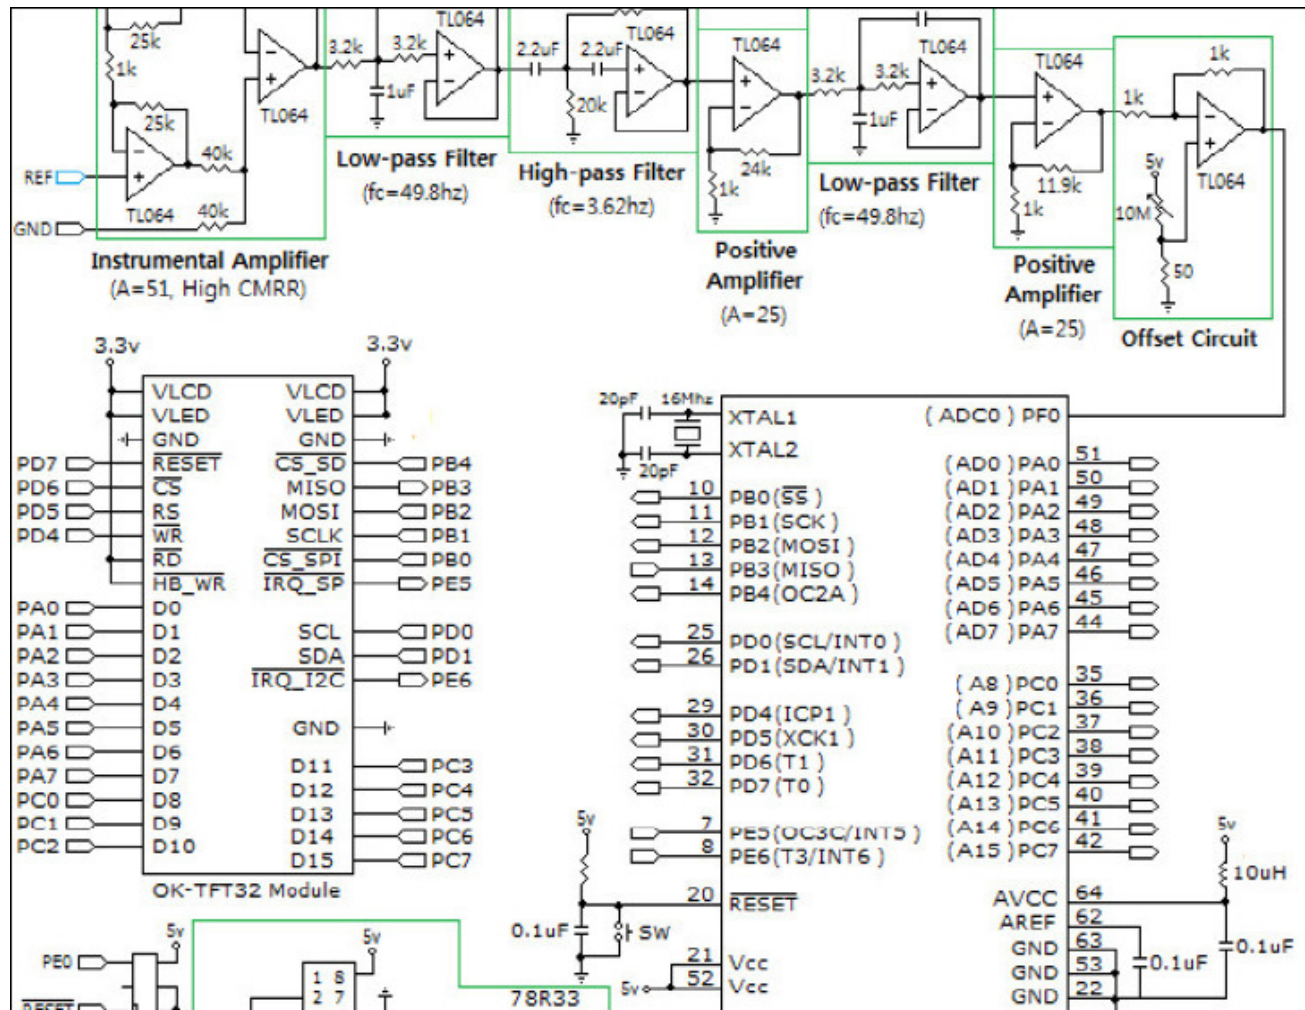 25k
1k
25k
REF
40k
TL064
40k
GND
TL064
Instrumental Amplifier
(A=51, High CMRR)
3.2k
3.2k
1uF
TL064
Low-pass Filter
(fc=49.8hz)
2.2uF
2.2uF
TL064
20k
High-pass Filter
(fc=3.62hz)
TL064
24k
1k
Positive
Amplifier
(A=25)
3.2k
3.2k
TL064
1uF
Low-pass Filter
(fc=49.8hz)
TL064
11.9k
1k
Positive
Amplifier
(A=25)
1k
1k
5v
TL064
10M
50
Offset Circuit
3.3v
3.3v
VLCD
VLCD
VLED
VLED
GND
GND
PD7
RESET
CS_SD
PB4
PD6
CS
MISO
PB3
PD5
RS
MOSI
PB2
PD4
WR
SCLK
PB1
RD
CS_SPI
PB0
HB_WR
IRQ_SP
PE5
PA0
D0
PA1
D1
SCL
PD0
PA2
D2
SDA
PD1
PA3
D3
IRQ_I2C
PE6
PA4
D4
PA5
D5
GND
PA6
D6
PA7
D7
D11
PC3
PC0
D8
D12
PC4
PC1
D9
D13
PC5
PC2
D10
D14
PC6
D15
PC7
OK-TFT32 Module
20pF
16Mhz
XTAL1
XTAL2
20pF
10
PB0(SS)
11
PB1(SCK)
12
PB2(MOSI)
13
PB3(MISO)
14
PB4(OC2A)
25
PD0(SCL/INT0)
26
PD1(SDA/INT1)
29
PD4(ICP1)
30
PD5(XCK1)
31
PD6(T1)
32
PD7(T0)
7
PE5(OC3C/INT5)
8
PE6(T3/INT6)
5v
20
RESET
0.1uF
SW
21
Vcc
52
Vcc
5v
(ADC0) PF0
(AD0)PA0
51
(AD1)PA1
50
(AD2)PA2
49
(AD3)PA3
48
(AD4)PA4
47
(AD5)PA5
46
(AD6)PA6
45
(AD7)PA7
44
(A8)PC0
35
(A9)PC1
36
(A10)PC2
37
(A11)PC3
38
(A12)PC4
39
(A13)PC5
40
(A14)PC6
41
(A15)PC7
42
5v
10uH
AVCC
64
AREF
62
GND
63
GND
53
GND
22
0.1uF
0.1uF
PE0
5v
RESET
5v
1 8
2 7
78R33